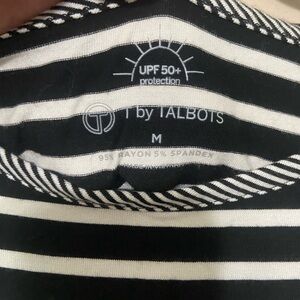 UPF 50+
protection
T by TALBOTS
M
95% RAYON 5% SPANDEX